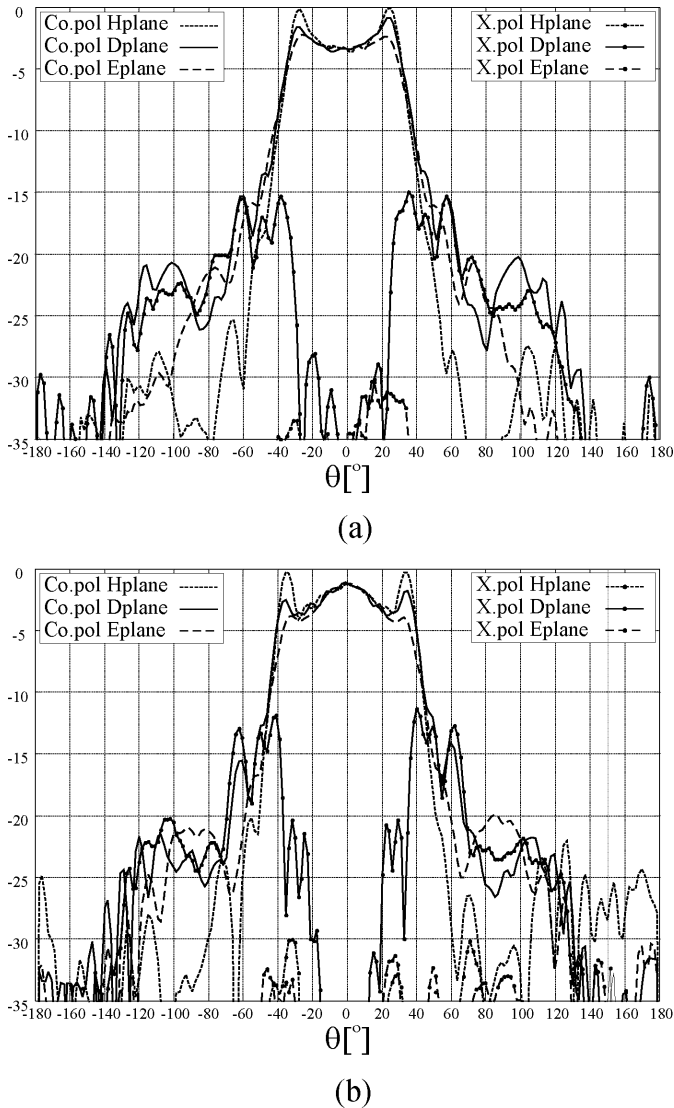 0
-5
-10
-15
-20
-25
-30
-35
Co.pol Hplane
Co.pol Dplane
Co.pol Eplane
X.pol Hplane
X.pol Dplane
X.pol Eplane
-180 -160 -140 -120 -100 -80 -60 -40 -20 0 20 40 60 80 100 120 140 160 180
θ[°]
(a)
0
-5
-10
-15
-20
-25
-30
-35
Co.pol Hplane
Co.pol Dplane
Co.pol Eplane
X.pol Hplane
X.pol Dplane
X.pol Eplane
-180 -160 -140 -120 -100 -80 -60 -40 -20 0 20 40 60 80 100 120 140 160 180
θ[°]
(b)